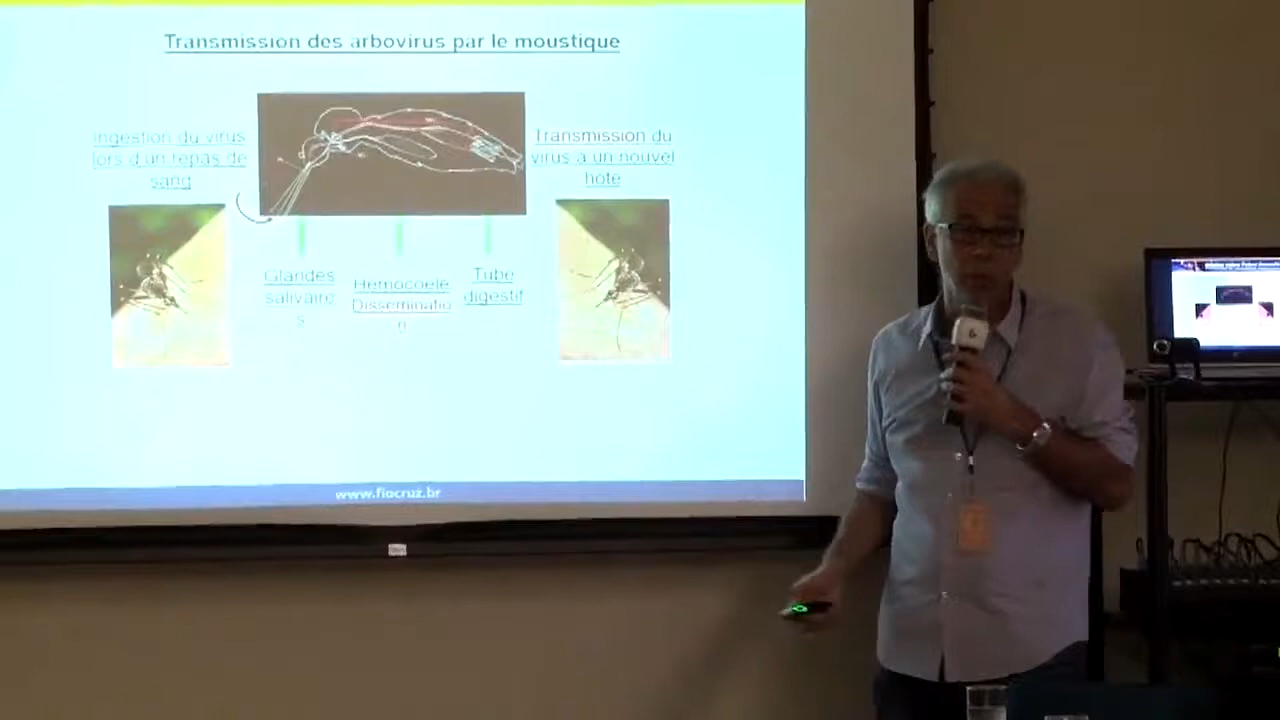 Transmission des arbovirus par le moustique
Ingestion du virus
lors d'un repas de
sang
Transmission du
virus à un nouvel
hôte
Glandes
salivaire
s
Hemocoele
Disseminatio
n
Tube
digestif
www.fiocruz.br